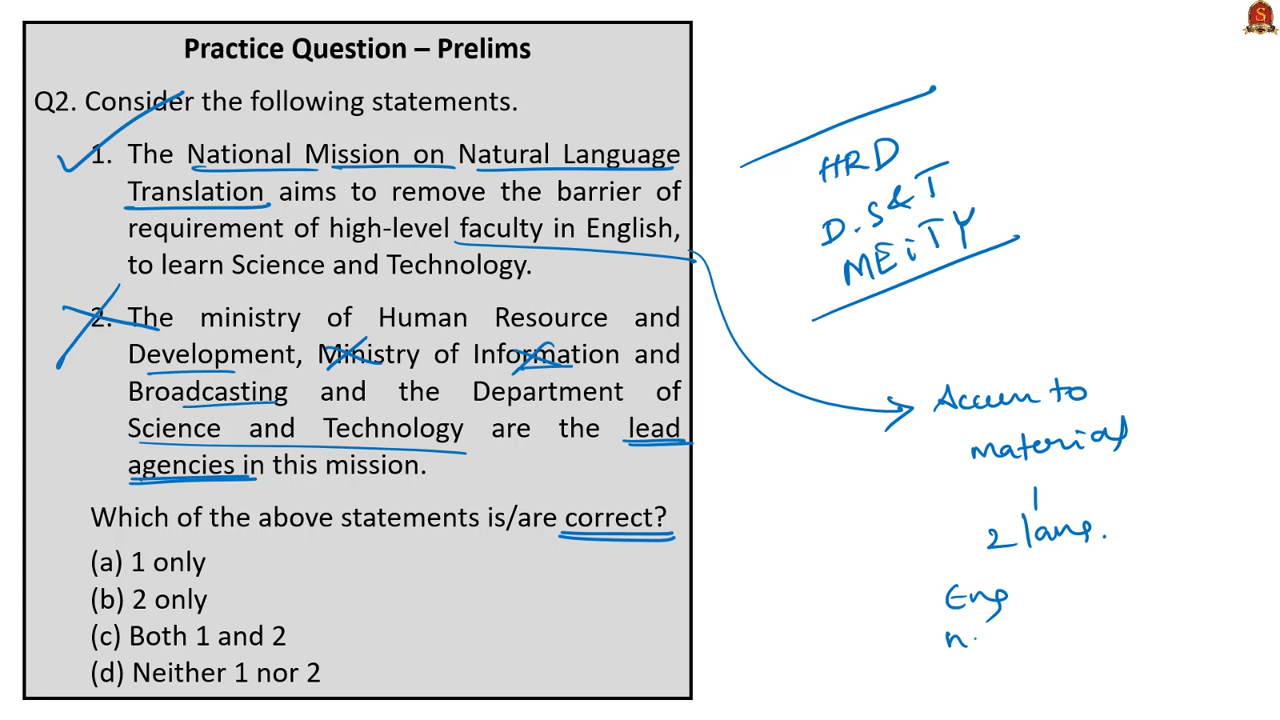 Practice Question – Prelims
Q2. Consider the following statements.
1. The National Mission on Natural Language
Translation aims to remove the barrier of
requirement of high-level faculty in English,
to learn Science and Technology.
2. The ministry of Human Resource and
Development, Ministry of Information and
Broadcasting and the Department of
Science and Technology are the lead
agencies in this mission.
Which of the above statements is/are correct?
(a) 1 only
(b) 2 only
(c) Both 1 and 2
(d) Neither 1 nor 2
S
HRD
D.S&T
MEiTY
Access to
material
2 lang.
Eng
n.